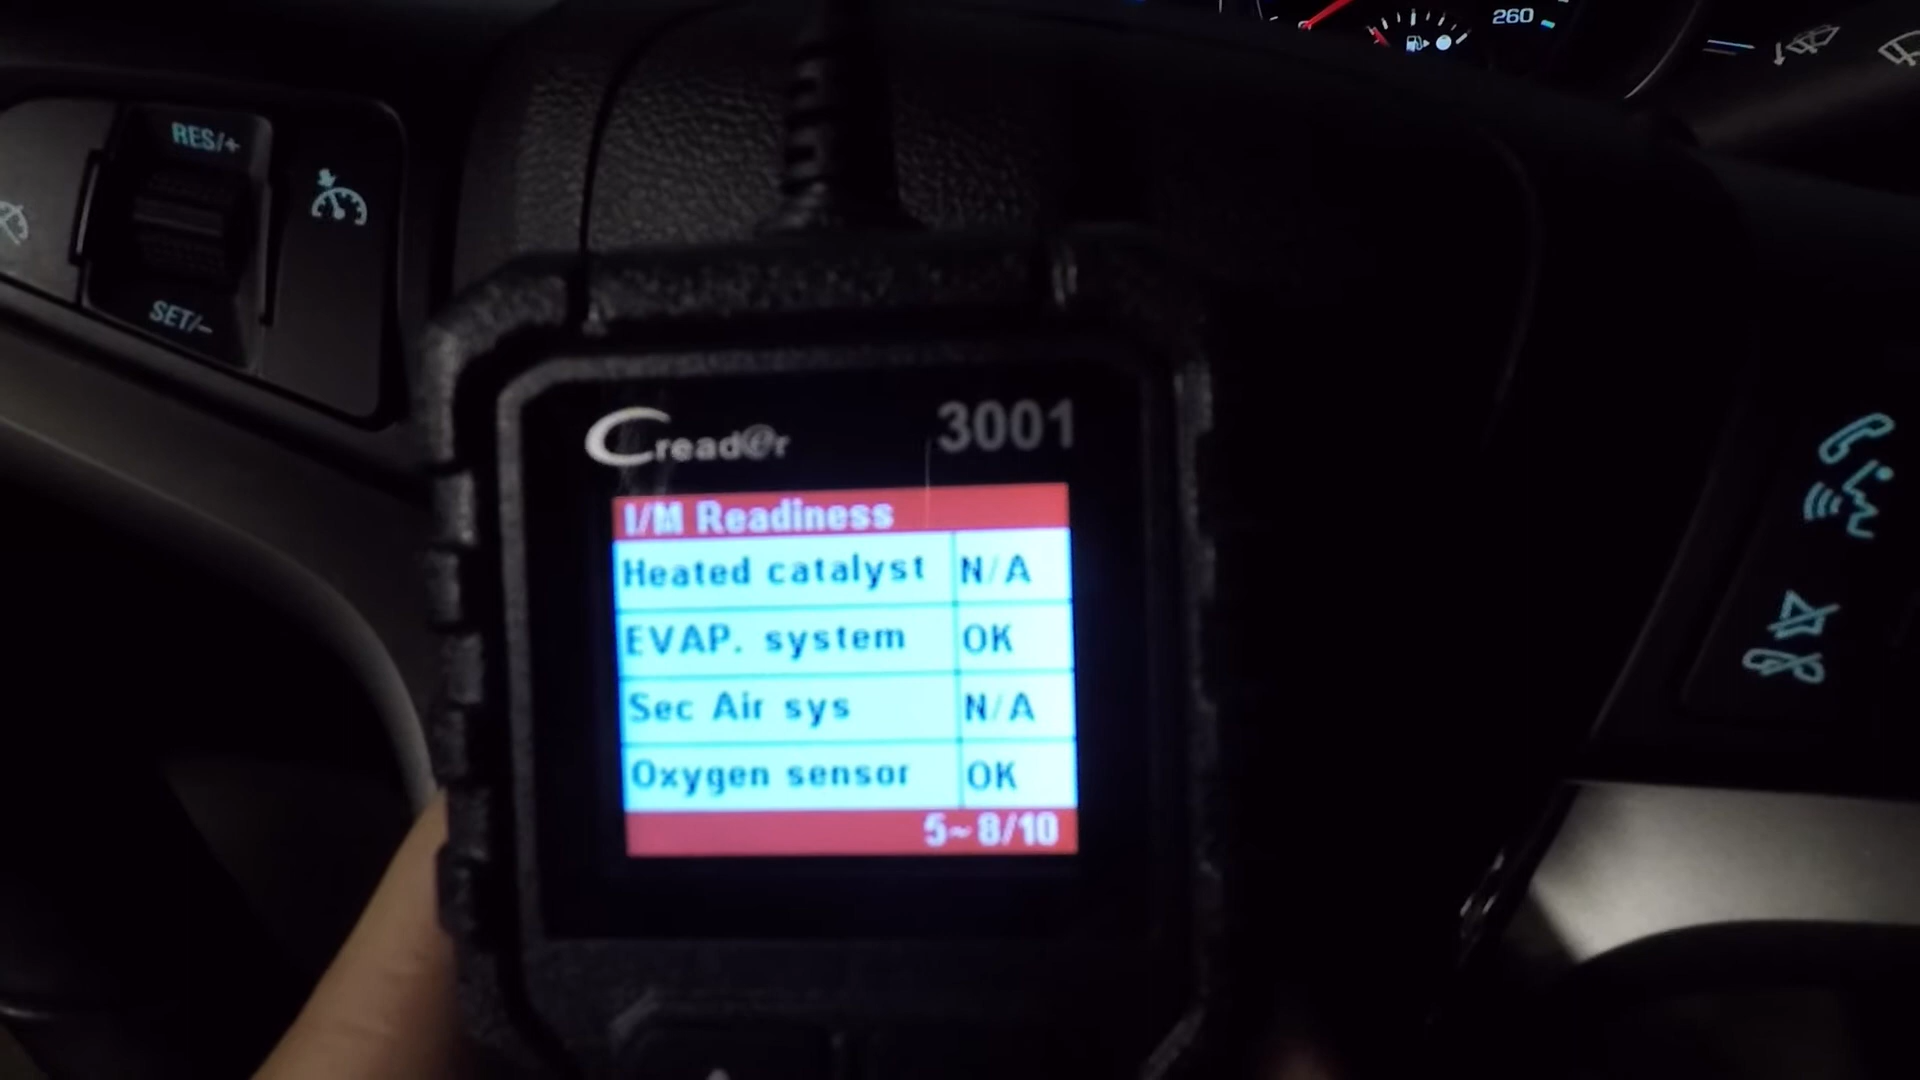 260
RES/+
SET/-
Cread@r 3001
I/M Readiness
Heated catalyst N/A
EVAP. system OK
Sec Air sys N/A
Oxygen sensor OK
5~8/10